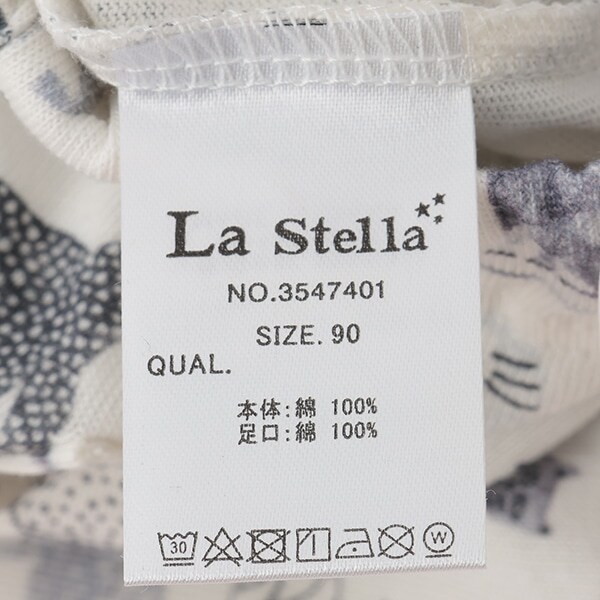 La Stella
NO.3547401
SIZE. 90
QUAL.
本体:綿 100%
足口:綿 100%
30
W